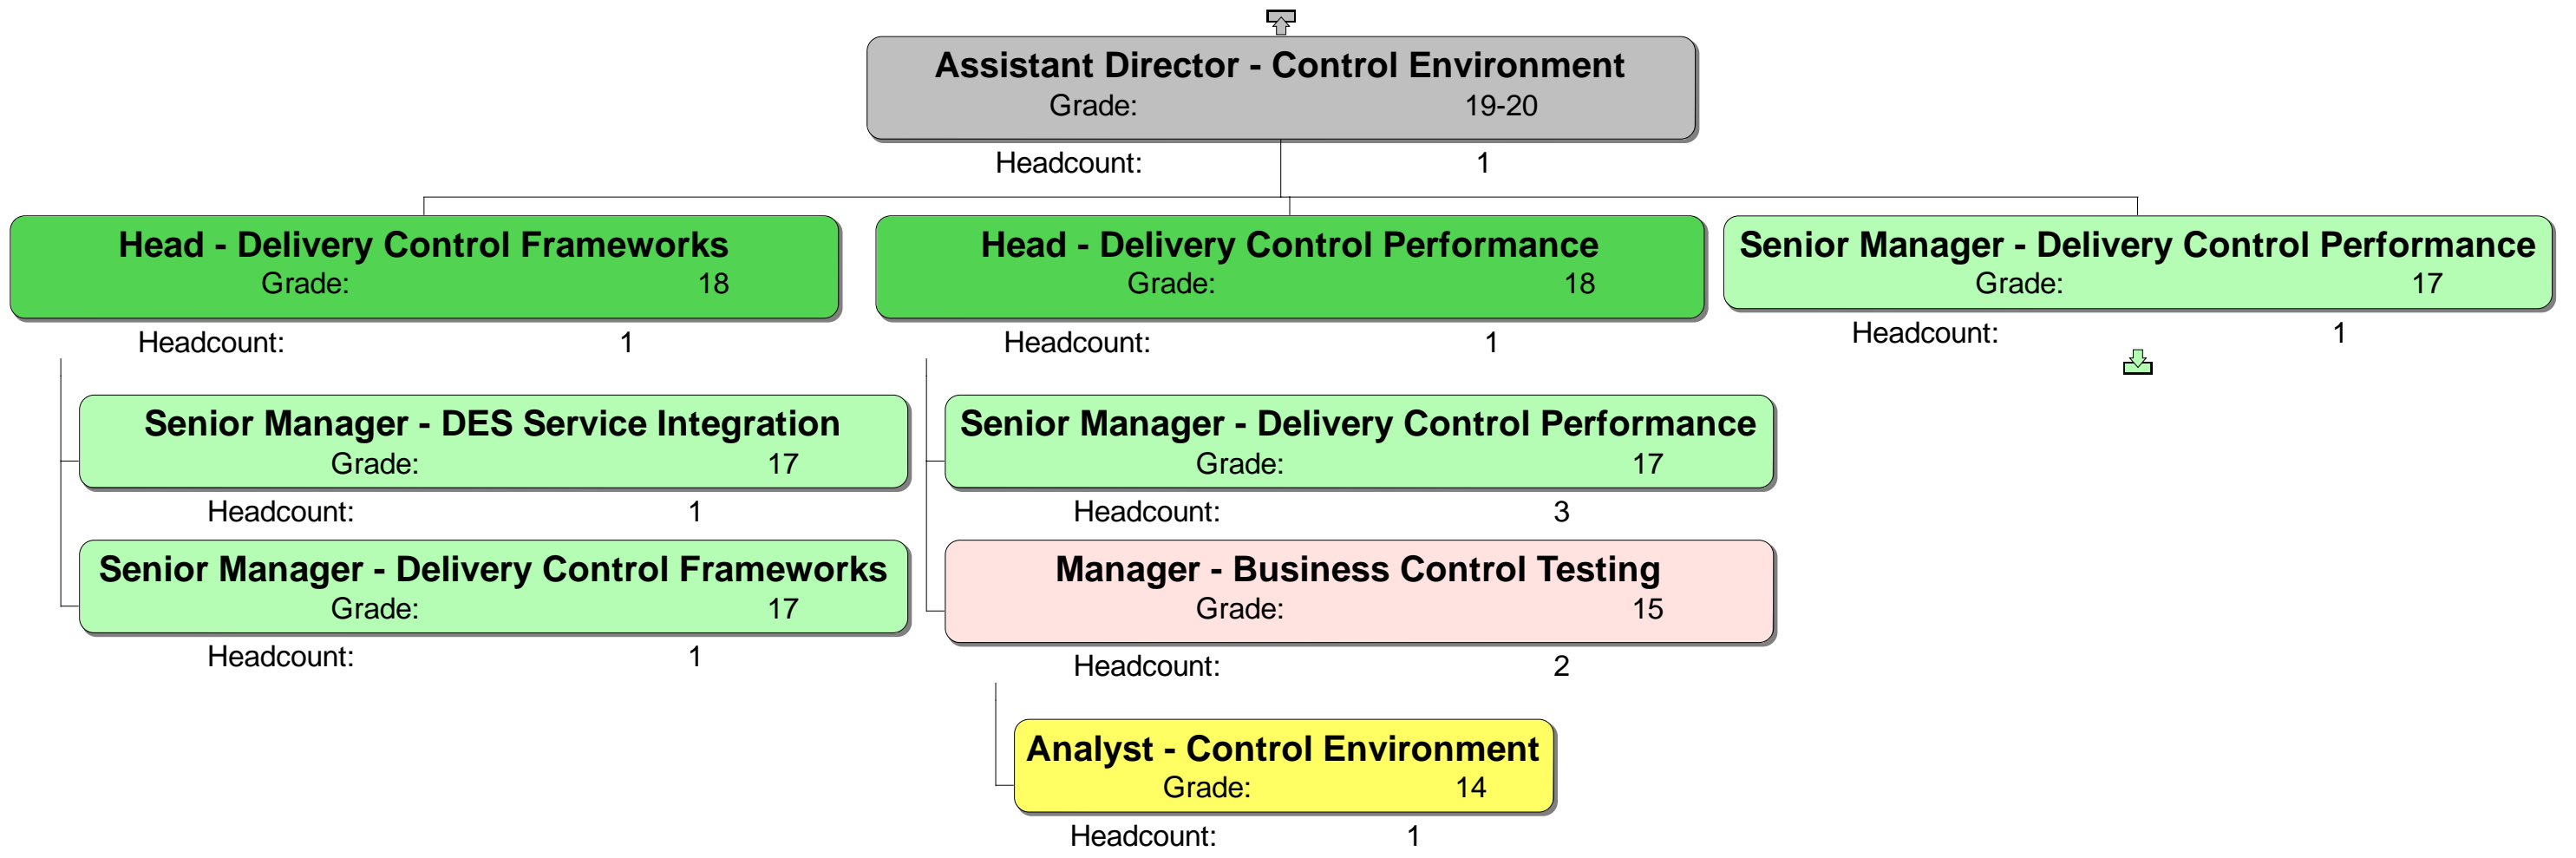 Assistant Director - Control Environment
Grade: 19-20
Headcount: 1
Head - Delivery Control Frameworks
Grade: 18
Headcount: 1
Head - Delivery Control Performance
Grade: 18
Headcount: 1
Senior Manager - Delivery Control Performance
Grade: 17
Headcount: 1
Senior Manager - DES Service Integration
Grade: 17
Headcount: 1
Senior Manager - Delivery Control Frameworks
Grade: 17
Headcount: 1
Senior Manager - Delivery Control Performance
Grade: 17
Headcount: 3
Manager - Business Control Testing
Grade: 15
Headcount: 2
Analyst - Control Environment
Grade: 14
Headcount: 1